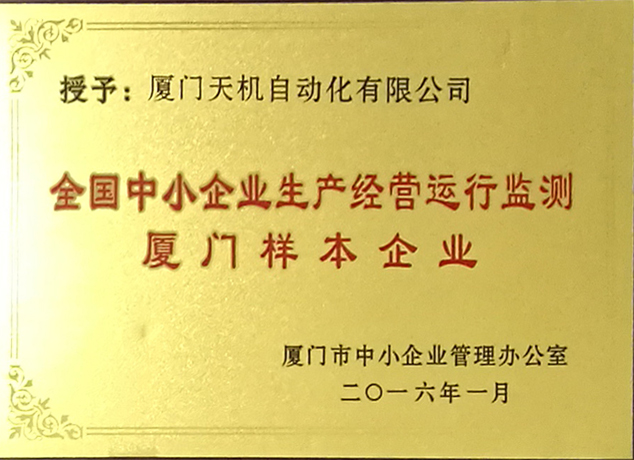 授予：厦门天机自动化有限公司
全国中小企业生产经营运行监测
厦门样本企业
厦门市中小企业管理办公室
二〇一六年一月